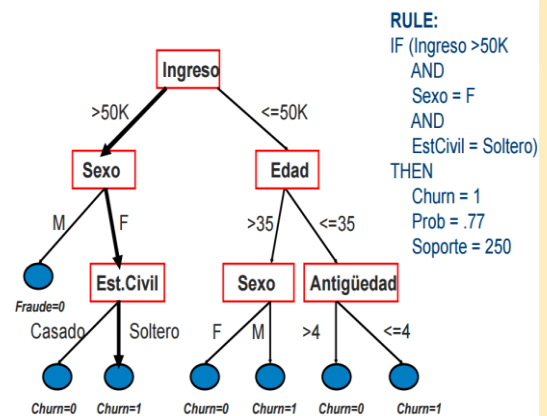 RULE:
IF (Ingreso >50K
AND
Sexo = F
AND
EstCivil = Soltero)
THEN
Churn = 1
Prob = .77
Soporte = 250
Ingreso
>50K <=50K
Sexo Edad
M F >35 <=35
Est.Civil Sexo Antigüedad
Fraude=0
Casado Soltero F M >4 <=4
Churn=0 Churn=1 Churn=0 Churn=1 Churn=0 Churn=1